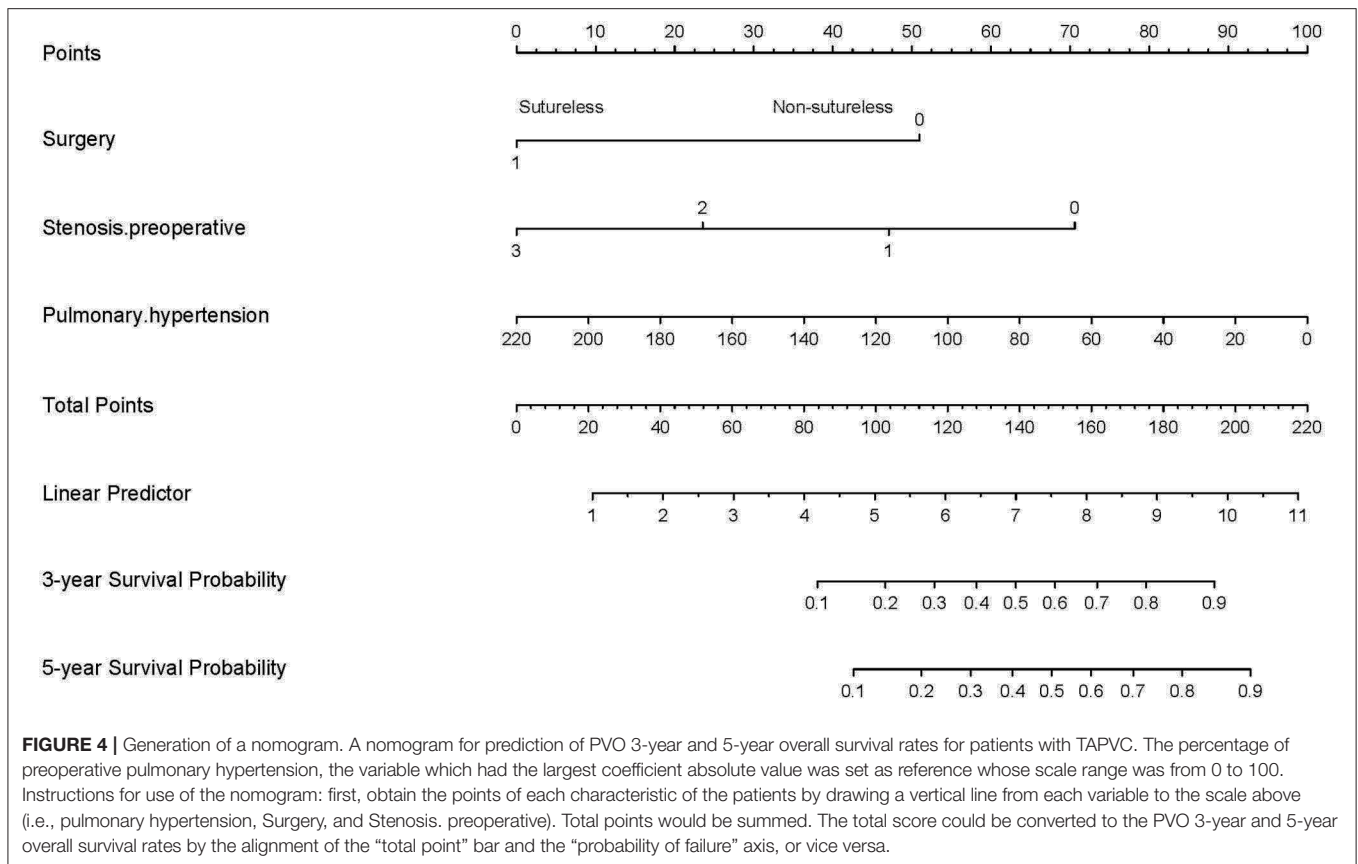 0 10 20 30 40 50 60 70 80 90 100
Points
Sutureless Non-sutureless
0
Surgery
1
2 0
Stenosis.preoperative
3 1
Pulmonary.hypertension
220 200 180 160 140 120 100 80 60 40 20 0
Total Points
0 20 40 60 80 100 120 140 160 180 200 220
Linear Predictor
1 2 3 4 5 6 7 8 9 10 11
3-year Survival Probability
0.1 0.2 0.3 0.4 0.5 0.6 0.7 0.8 0.9
5-year Survival Probability
0.1 0.2 0.3 0.4 0.5 0.6 0.7 0.8 0.9
FIGURE 4 | Generation of a nomogram. A nomogram for prediction of PVO 3-year and 5-year overall survival rates for patients with TAPVC. The percentage of
preoperative pulmonary hypertension, the variable which had the largest coefficient absolute value was set as reference whose scale range was from 0 to 100.
Instructions for use of the nomogram: first, obtain the points of each characteristic of the patients by drawing a vertical line from each variable to the scale above
(i.e., pulmonary hypertension, Surgery, and Stenosis. preoperative). Total points would be summed. The total score could be converted to the PVO 3-year and 5-year
overall survival rates by the alignment of the “total point” bar and the “probability of failure” axis, or vice versa.